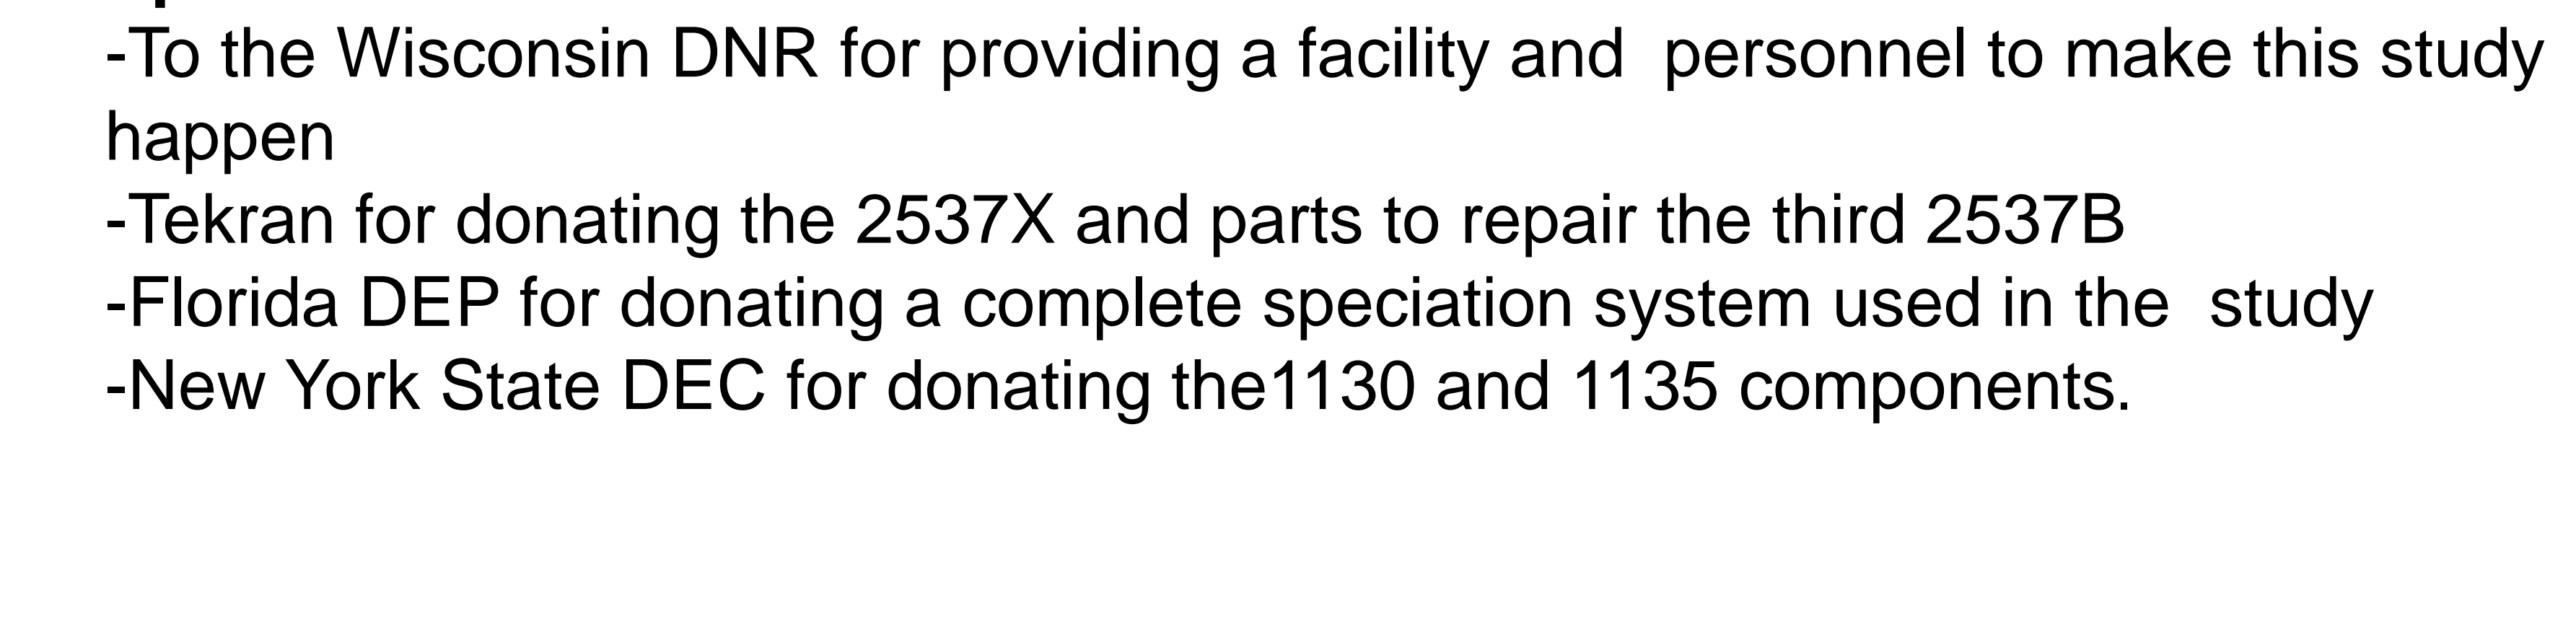 -To the Wisconsin DNR for providing a facility and  personnel to make this study
happen
-Tekran for donating the 2537X and parts to repair the third 2537B
-Florida DEP for donating a complete speciation system used in the  study
-New York State DEC for donating the1130 and 1135 components.